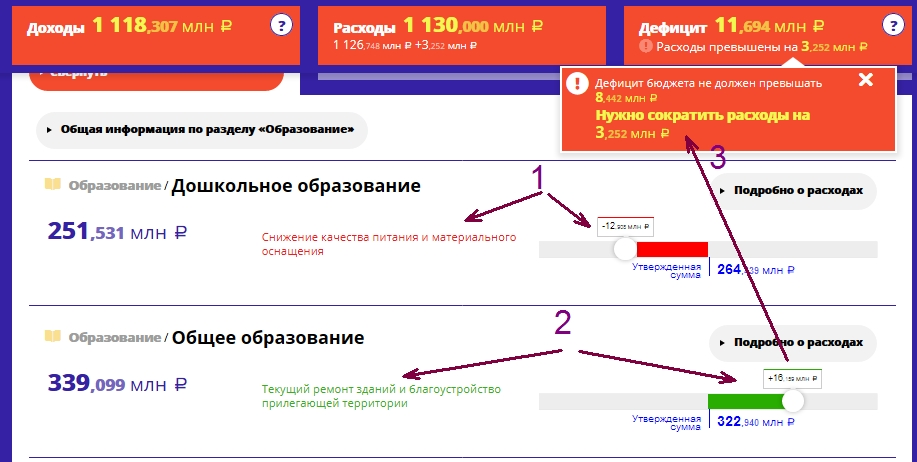 Доходы 1 118,307 млн ₽ ?
Расходы 1 130,000 млн ₽
1 126,748 млн ₽ +3,252 млн ₽
Дефицит 11,694 млн ₽ ?
! Расходы превышены на 3,252 млн ₽
Свернуть
! Дефицит бюджета не должен превышать
8,442 млн ₽
Нужно сократить расходы на
3,252 млн ₽
Общая информация по разделу «Образование»
3
1
Образование / Дошкольное образование
Подробно о расходах
251,531 млн ₽
Снижение качества питания и материального
оснащения
-12,908 млн ₽
Утвержденная
сумма
264,439 млн ₽
2
Образование / Общее образование
Подробно о расходах
339,099 млн ₽
Текущий ремонт зданий и благоустройство
прилегающей территории
+16,159 млн ₽
Утвержденная
сумма
322,940 млн ₽